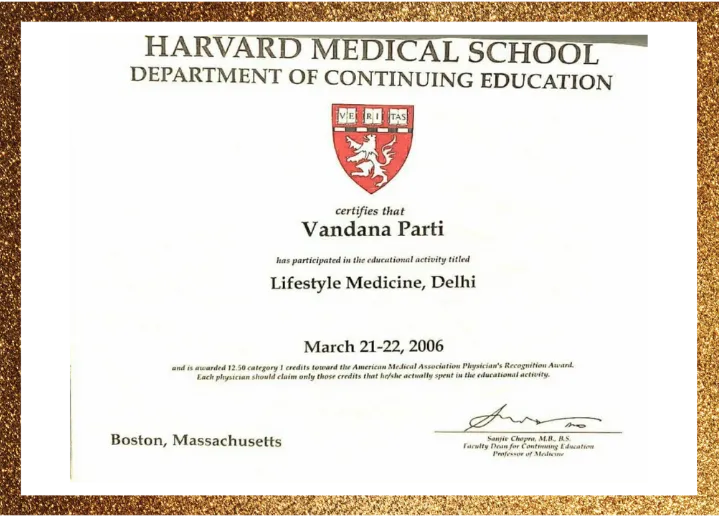 HARVARD MEDICAL SCHOOL
DEPARTMENT OF CONTINUING EDUCATION
VE RI TAS
certifies that
Vandana Parti
has participated in the educational activity titled
Lifestyle Medicine, Delhi
March 21-22, 2006
and is awarded 12.50 category 1 credits toward the American Medical Association Physician's Recognition Award.
Each physician should claim only those credits that he/she actually spent in the educational activity.
Boston, Massachusetts
Sanjiv Chopra, M.B., B.S.
Faculty Dean for Continuing Education
Professor of Medicine